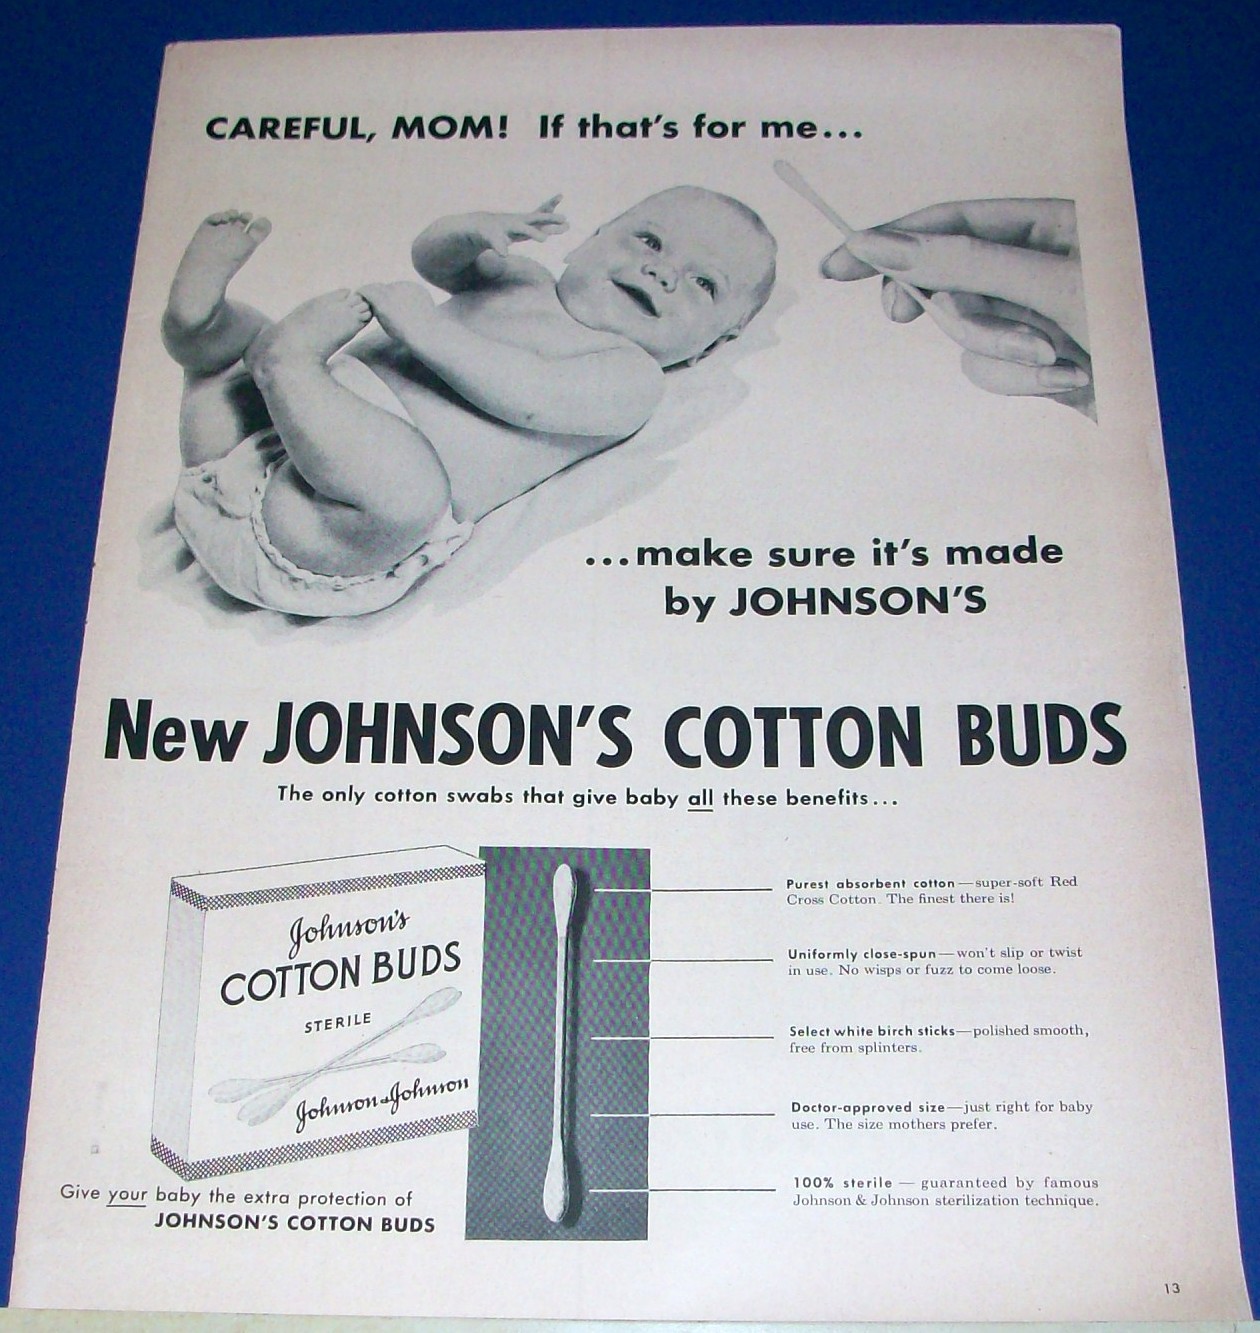 CAREFUL, MOM! If that's for me...
...make sure it's made
by JOHNSON'S
New JOHNSON'S COTTON BUDS
The only cotton swabs that give baby all these benefits...
Johnson's
COTTON BUDS
STERILE
Johnson & Johnson
Give your baby the extra protection of
JOHNSON'S COTTON BUDS
Purest absorbent cotton—super-soft Red
Cross Cotton. The finest there is!
Uniformly close-spun—won't slip or twist
in use. No wisps or fuzz to come loose.
Select white birch sticks—polished smooth,
free from splinters.
Doctor-approved size—just right for baby
use. The size mothers prefer.
100% sterile — guaranteed by famous
Johnson & Johnson sterilization technique.
13